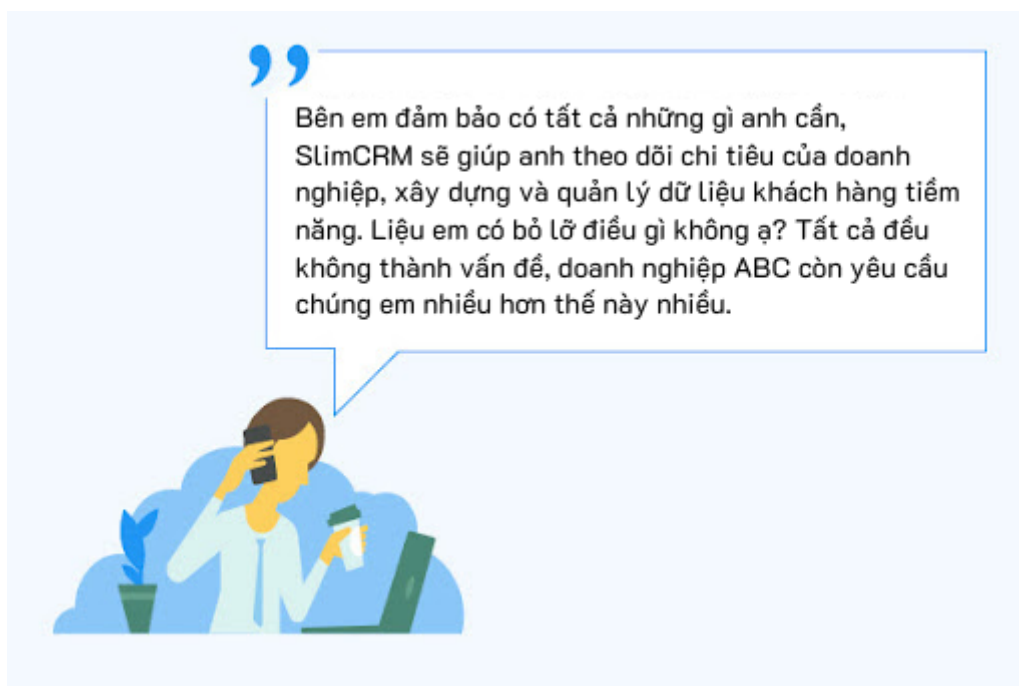 Bên em đảm bảo có tất cả những gì anh cần,
SlimCRM sẽ giúp anh theo dõi chi tiêu của doanh
nghiệp, xây dựng và quản lý dữ liệu khách hàng tiềm
năng. Liệu em có bỏ lỡ điều gì không ạ? Tất cả đều
không thành vấn đề, doanh nghiệp ABC còn yêu cầu
chúng em nhiều hơn thế này nhiều.